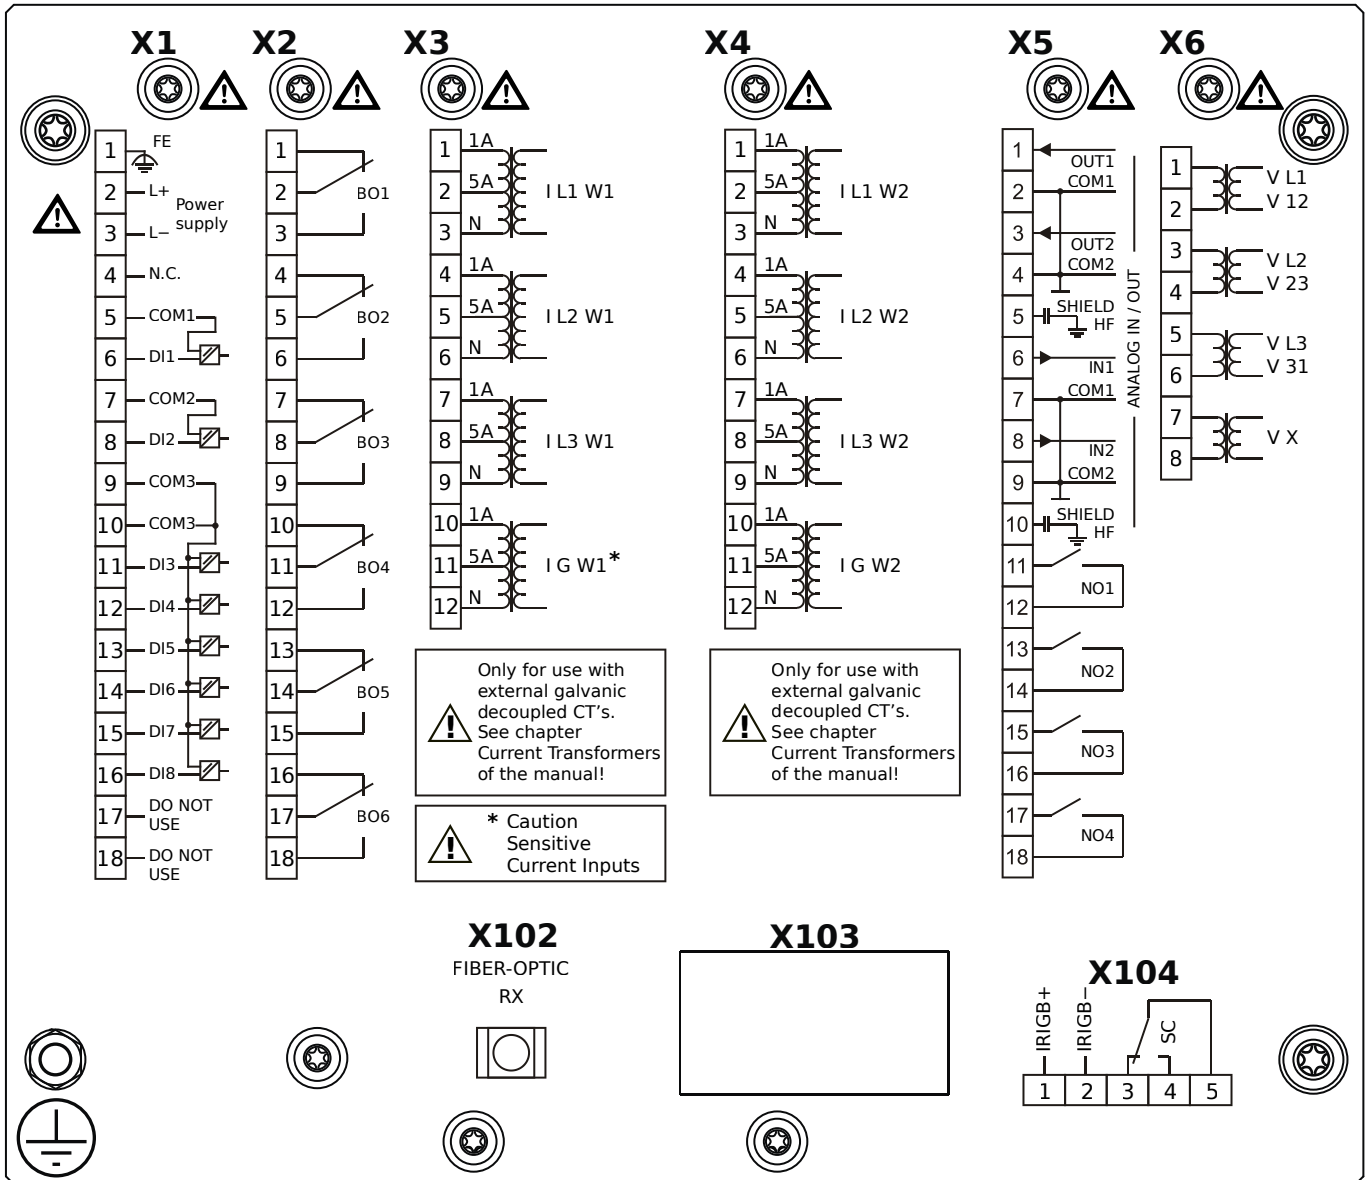 X1
X2
X3
X4
X5
X6
1 FE
2 L+
Power
supply
3 L−
4 N.C.
5 COM1
6 DI1
7 COM2
8 DI2
9 COM3
10 COM3
11 DI3
12 DI4
13 DI5
14 DI6
15 DI7
16 DI8
17 DO NOT
USE
18 DO NOT
USE
1
2 BO1
3
4
5 BO2
6
7
8 BO3
9
10
11 BO4
12
13
14 BO5
15
16
17 BO6
18
1 1A
2 5A I L1 W1
3 N
4 1A
5 5A I L2 W1
6 N
7 1A
8 5A I L3 W1
9 N
10 1A
11 5A I G W1*
12 N
Only for use with
external galvanic
decoupled CT's.
See chapter
Current Transformers
of the manual!
* Caution
Sensitive
Current Inputs
1 1A
2 5A I L1 W2
3 N
4 1A
5 5A I L2 W2
6 N
7 1A
8 5A I L3 W2
9 N
10 1A
11 5A I G W2
12 N
Only for use with
external galvanic
decoupled CT's.
See chapter
Current Transformers
of the manual!
1 OUT1
2 COM1
3 OUT2
4 COM2
5 SHIELD
HF
6 IN1
7 COM1
8 IN2
9 COM2
10 SHIELD
HF
ANALOG IN / OUT
11
NO1
12
13
NO2
14
15
NO3
16
17
NO4
18
1 V L1
2 V 12
3 V L2
4 V 23
5 V L3
6 V 31
7
V X
8
X102
FIBER-OPTIC
RX
X103
X104
IRIGB+
IRIGB−
SC
1 2 3 4 5